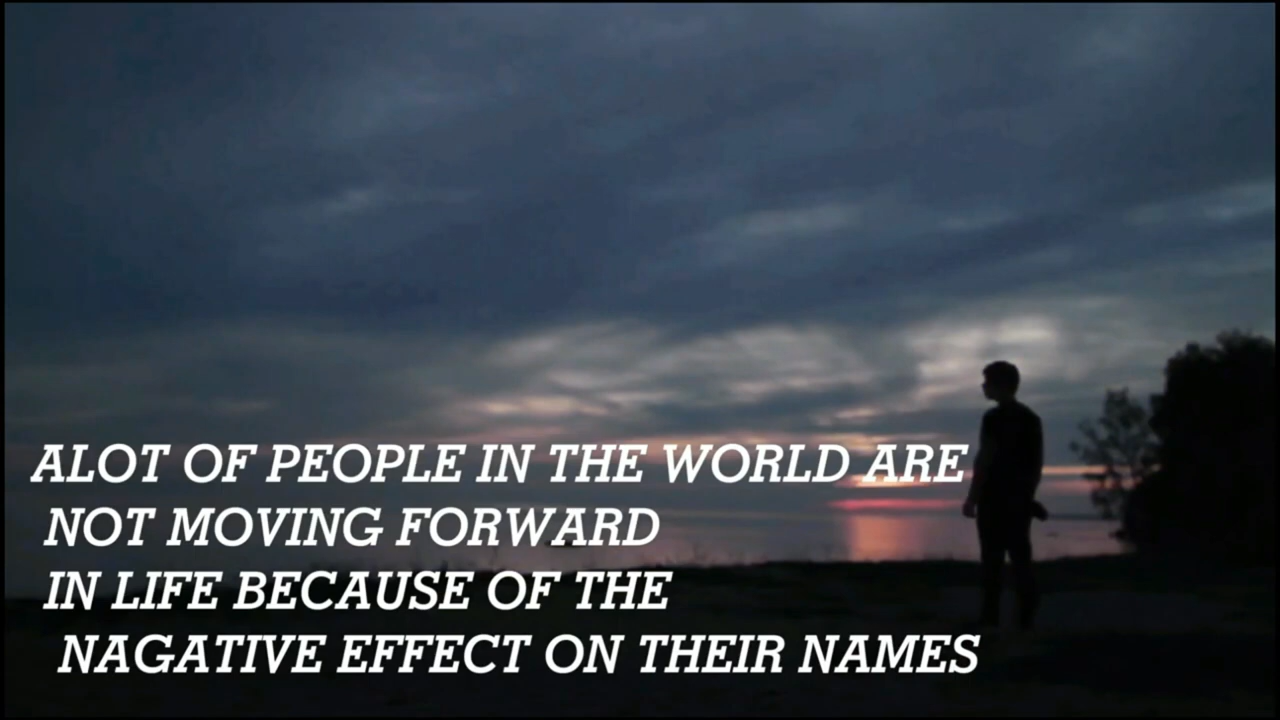 ALOT OF PEOPLE IN THE WORLD ARE
NOT MOVING FORWARD
IN LIFE BECAUSE OF THE
NAGATIVE EFFECT ON THEIR NAMES